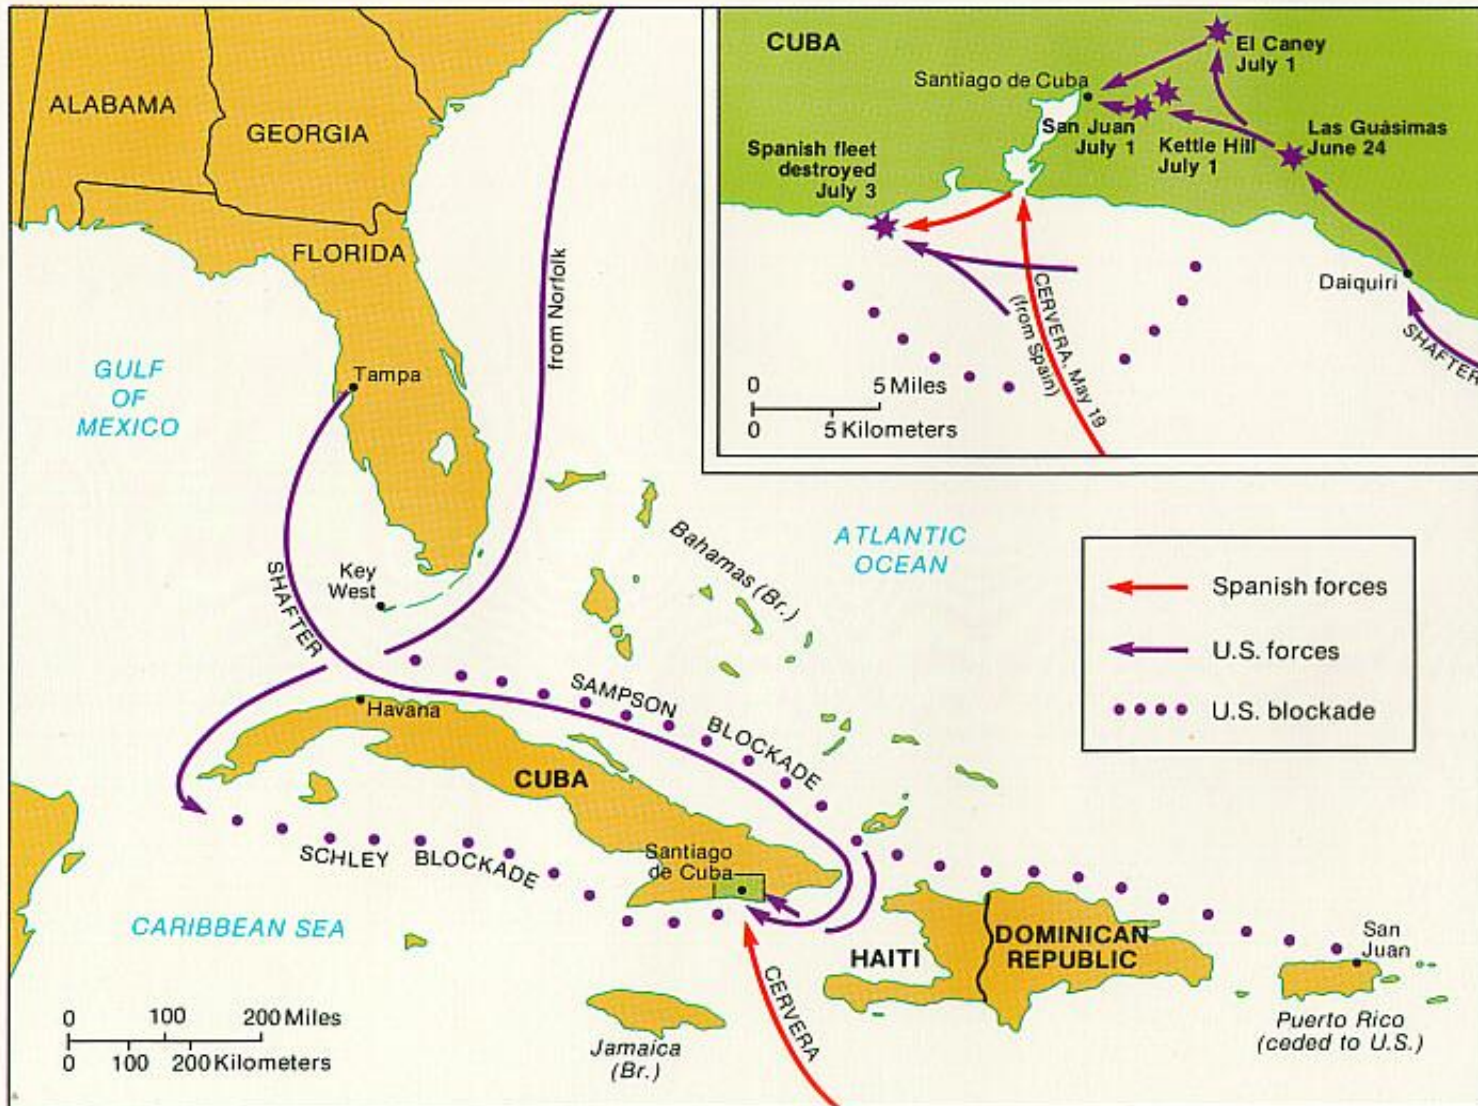 ALABAMA
GEORGIA
FLORIDA
from Norfolk
GULF
OF
MEXICO
Tampa
SHAFTER
Key
West
Bahamas (Br.)
ATLANTIC
OCEAN
SAMPSON BLOCKADE
Havana
CUBA
SCHLEY BLOCKADE
Santiago
de Cuba
CARIBBEAN SEA
HAITI
DOMINICAN
REPUBLIC
San
Juan
Puerto Rico
(ceded to U.S.)
Jamaica
(Br.)
CERVERA
0 100 200 Miles
0 100 200 Kilometers
CUBA
El Caney
July 1
Santiago de Cuba
San Juan
July 1
Kettle Hill
July 1
Las Guásimas
June 24
Spanish fleet
destroyed
July 3
Daiquiri
SHAFTER
CERVERA, May 19
(from Spain)
0 5 Miles
0 5 Kilometers
Spanish forces
U.S. forces
U.S. blockade